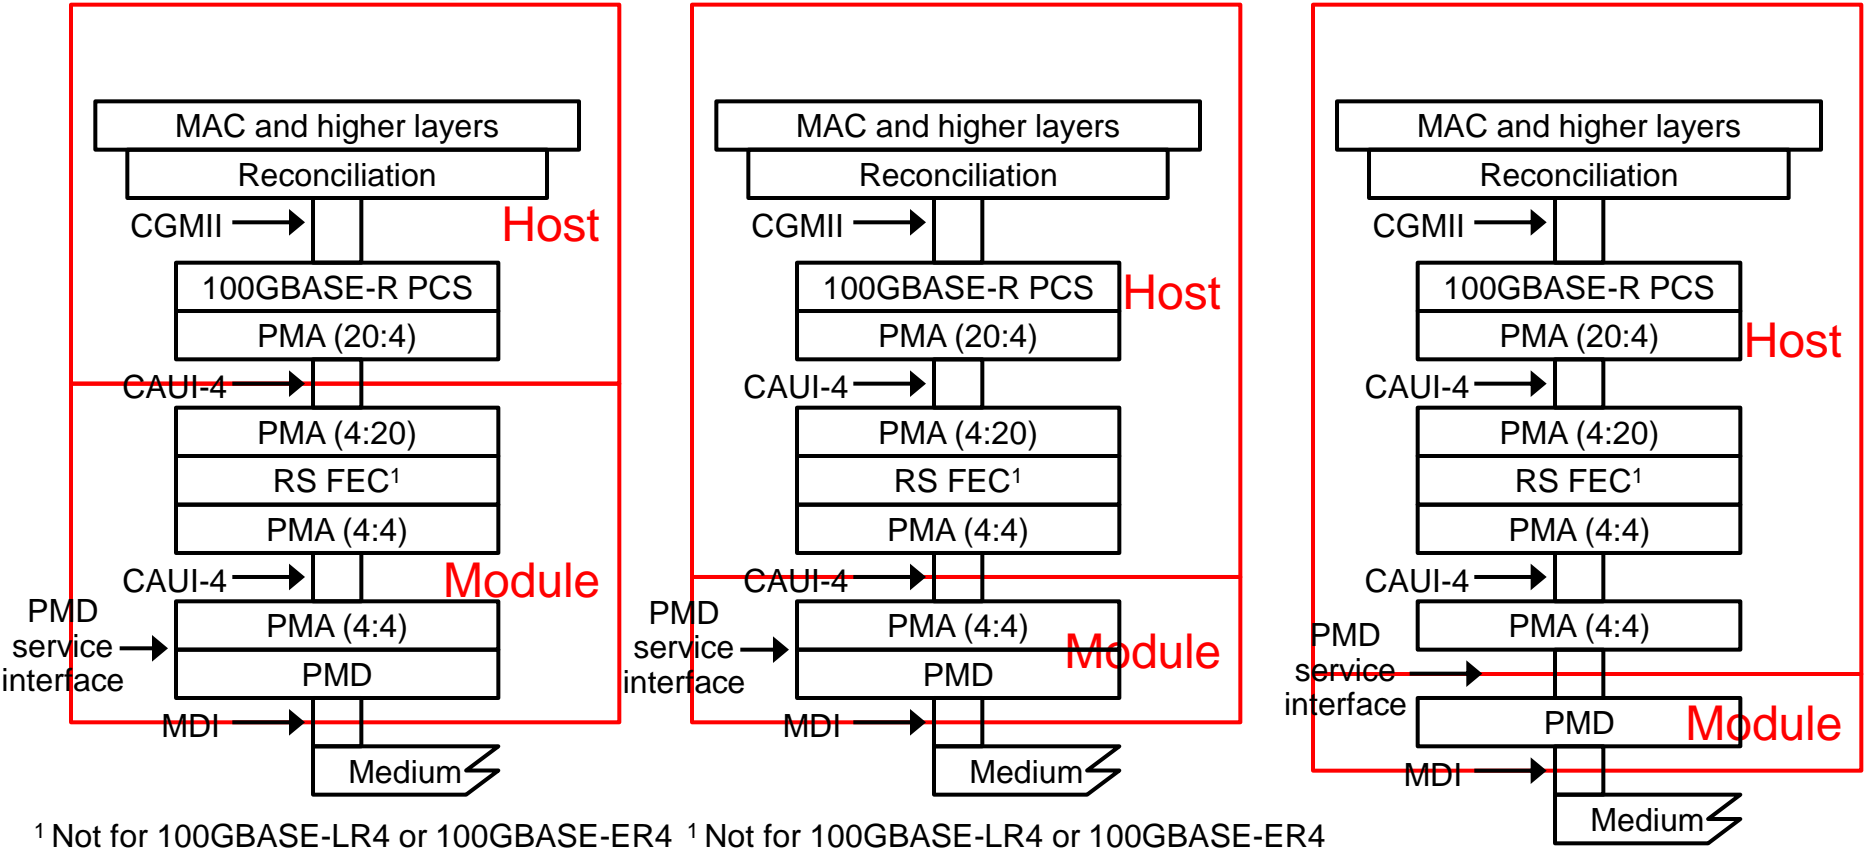 MAC and higher layers
Reconciliation
CGMII
Host
100GBASE-R PCS
PMA (20:4)
CAUI-4
PMA (4:20)
RS FEC¹
PMA (4:4)
CAUI-4
Module
PMD
service
interface
PMA (4:4)
PMD
MDI
Medium
¹ Not for 100GBASE-LR4 or 100GBASE-ER4
MAC and higher layers
Reconciliation
CGMII
100GBASE-R PCS
Host
PMA (20:4)
CAUI-4
PMA (4:20)
RS FEC¹
PMA (4:4)
CAUI-4
PMD
service
interface
PMA (4:4)
Module
PMD
MDI
Medium
¹ Not for 100GBASE-LR4 or 100GBASE-ER4
MAC and higher layers
Reconciliation
CGMII
100GBASE-R PCS
PMA (20:4)
Host
CAUI-4
PMA (4:20)
RS FEC¹
PMA (4:4)
CAUI-4
PMA (4:4)
PMD
service
interface
PMD
Module
MDI
Medium